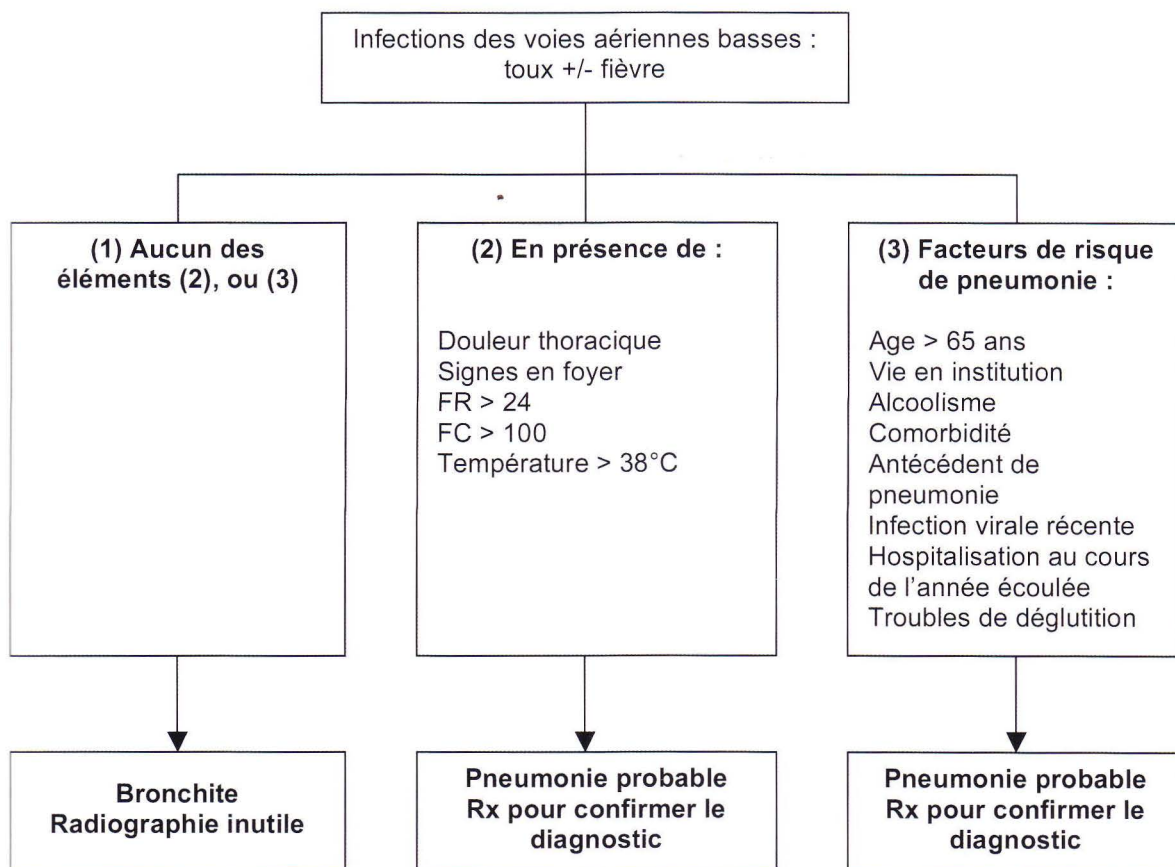 Infections des voies aériennes basses :
toux +/- fièvre
(1) Aucun des
éléments (2), ou (3)
(2) En présence de :
Douleur thoracique
Signes en foyer
FR > 24
FC > 100
Température > 38°C
(3) Facteurs de risque
de pneumonie :
Age > 65 ans
Vie en institution
Alcoolisme
Comorbidité
Antécédent de
pneumonie
Infection virale récente
Hospitalisation au cours
de l'année écoulée
Troubles de déglutition
Bronchite
Radiographie inutile
Pneumonie probable
Rx pour confirmer le
diagnostic
Pneumonie probable
Rx pour confirmer le
diagnostic